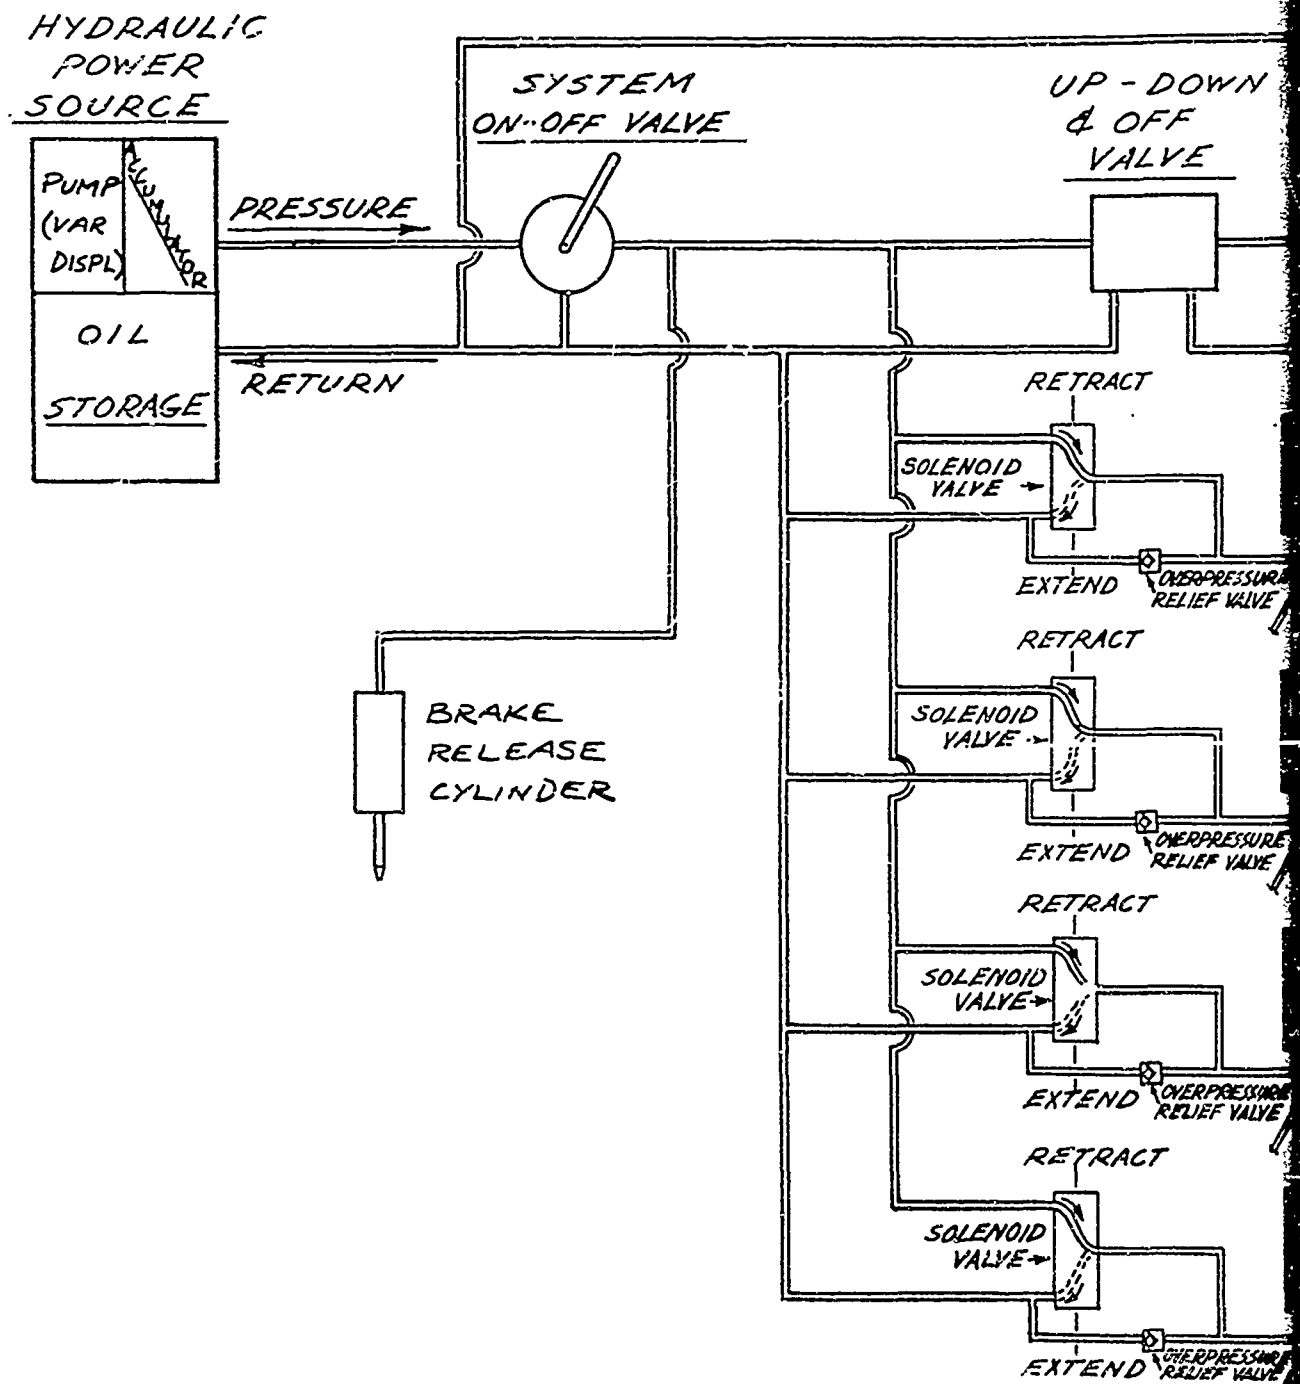 HYDRAULIC
POWER
SOURCE
PUMP
(VAR
DISPL)
ACCUMULATOR
OIL
STORAGE
PRESSURE
RETURN
SYSTEM
ON-OFF VALVE
UP-DOWN
& OFF
VALVE
BRAKE
RELEASE
CYLINDER
RETRACT
SOLENOID
VALVE
EXTEND
OVERPRESSURE
RELIEF VALVE
RETRACT
SOLENOID
VALVE
EXTEND
OVERPRESSURE
RELIEF VALVE
RETRACT
SOLENOID
VALVE
EXTEND
OVERPRESSURE
RELIEF VALVE
RETRACT
SOLENOID
VALVE
EXTEND
OVERPRESSURE
RELIEF VALVE